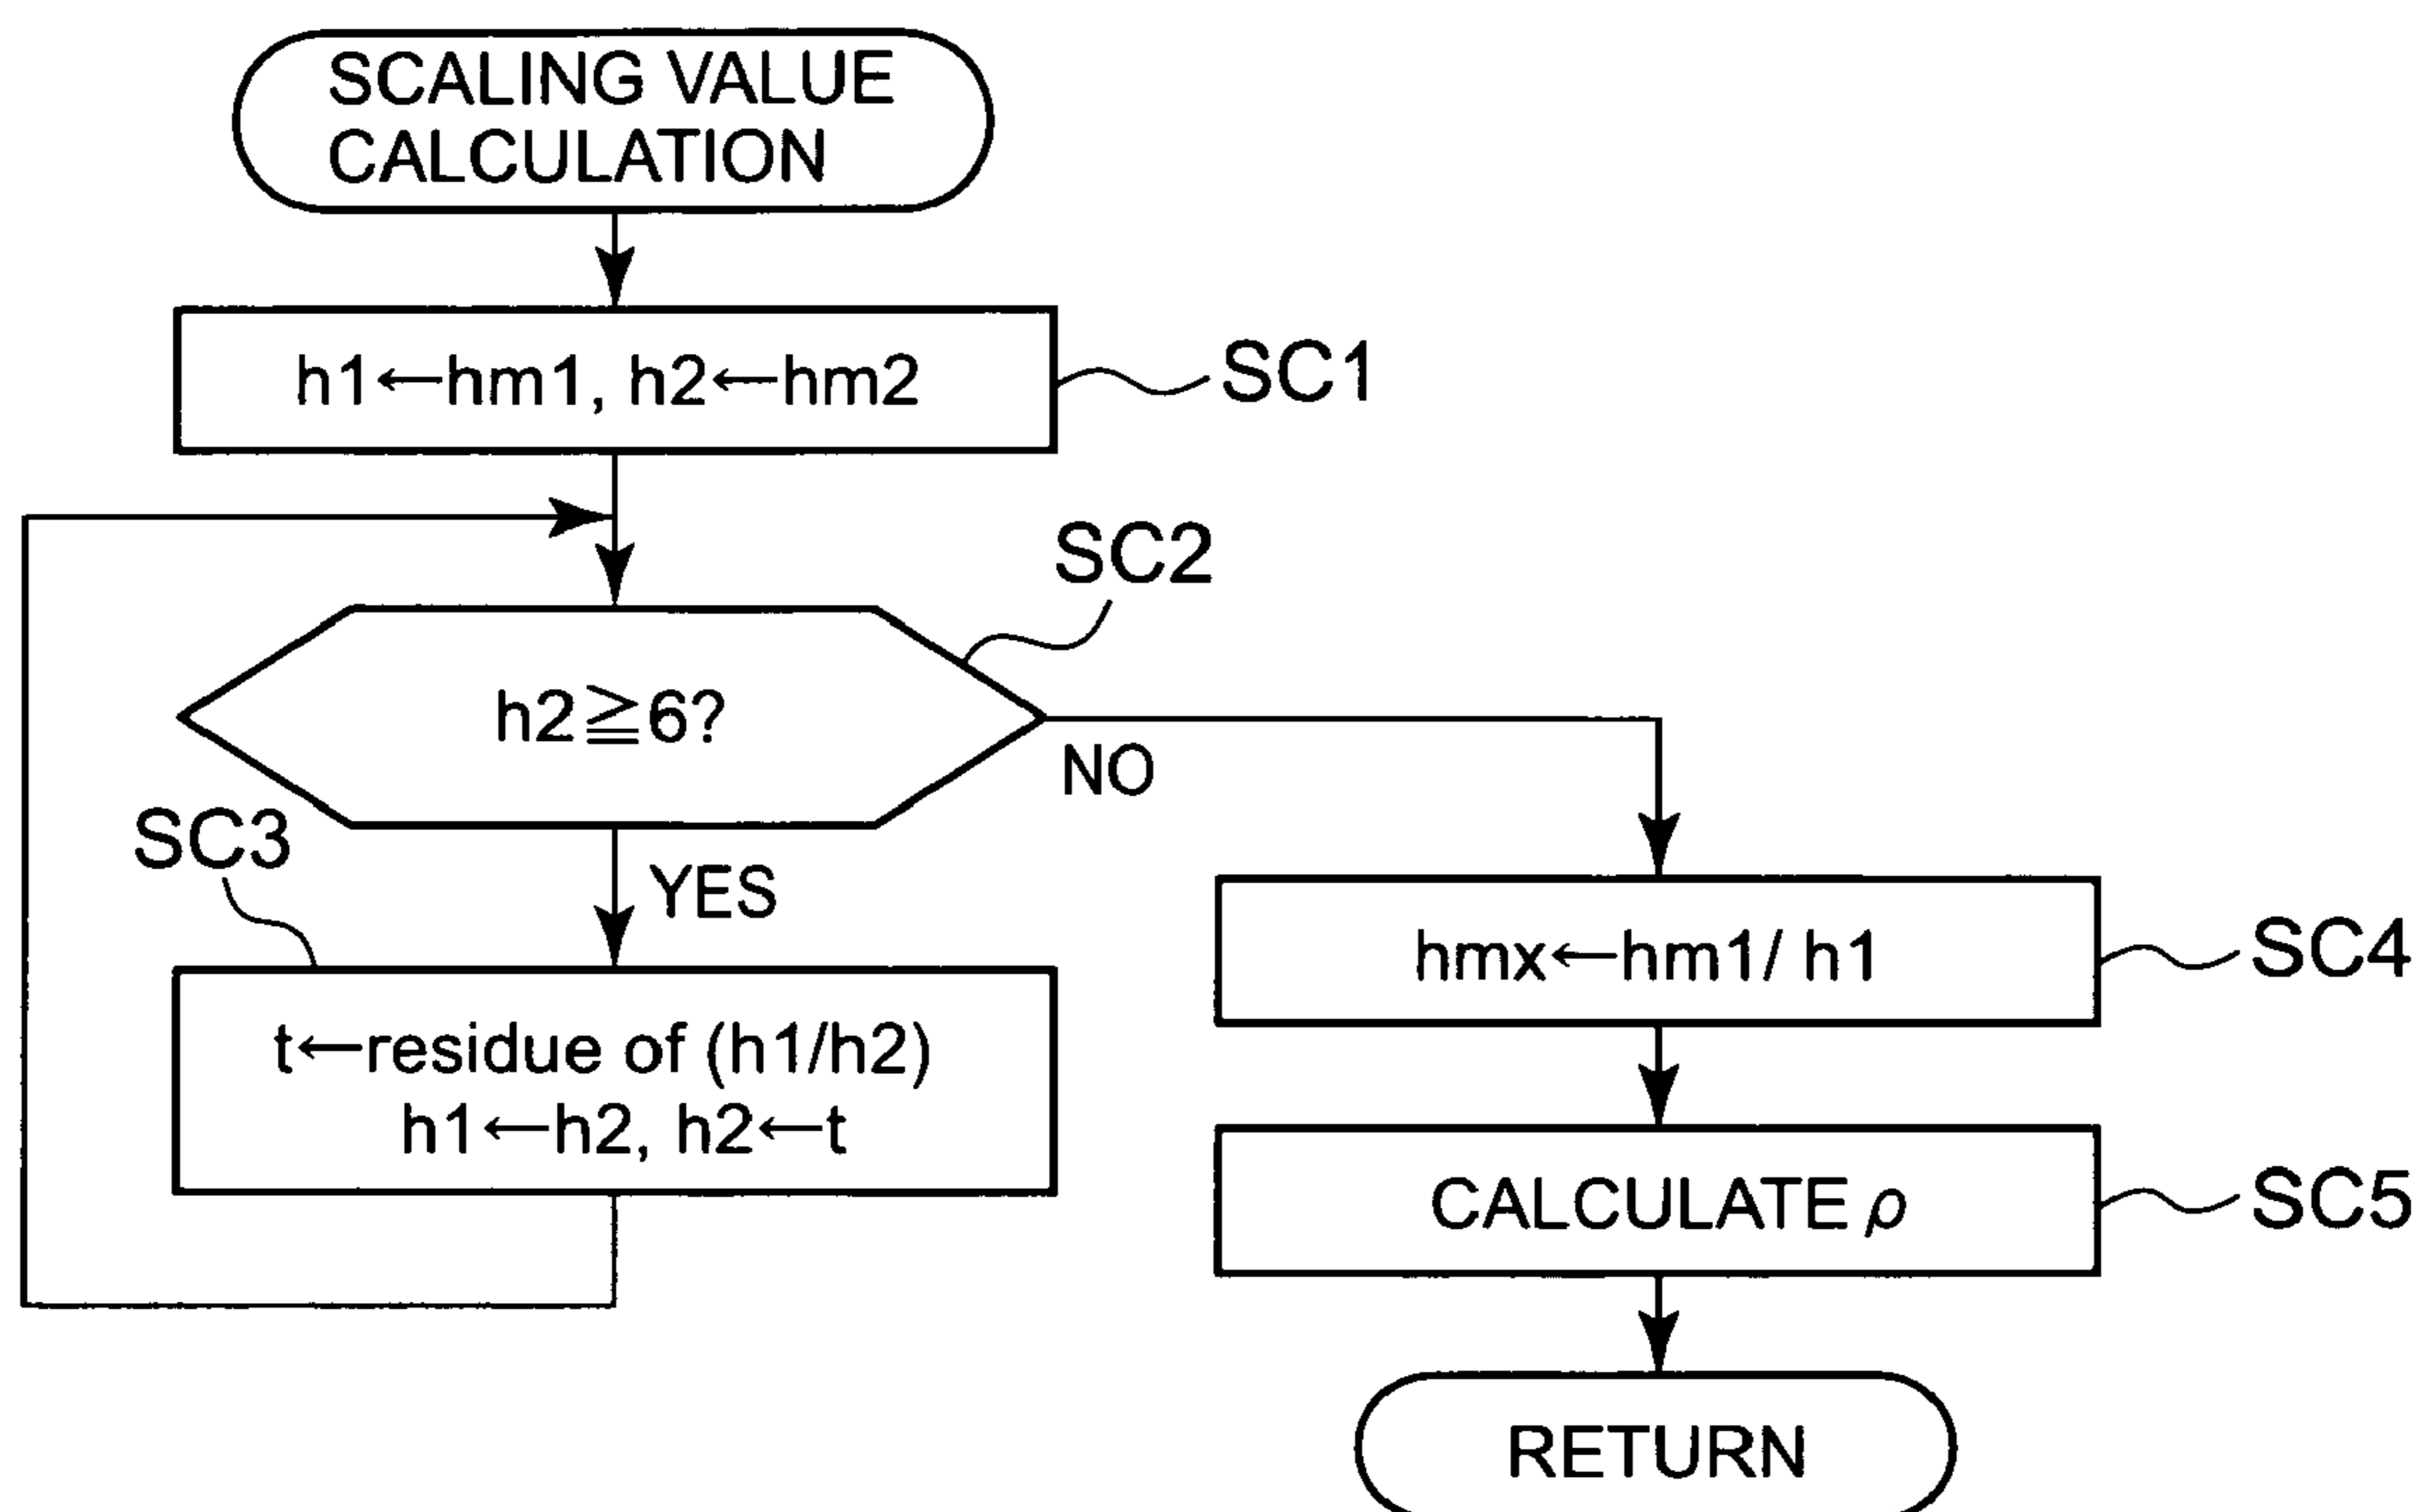 SCALING VALUE
CALCULATION
h1←hm1, h2←hm2
SC1
SC2
h2≧6?
NO
SC3
YES
t←residue of (h1/h2)
h1←h2, h2←t
hmx←hm1/ h1
SC4
CALCULATE ρ
SC5
RETURN